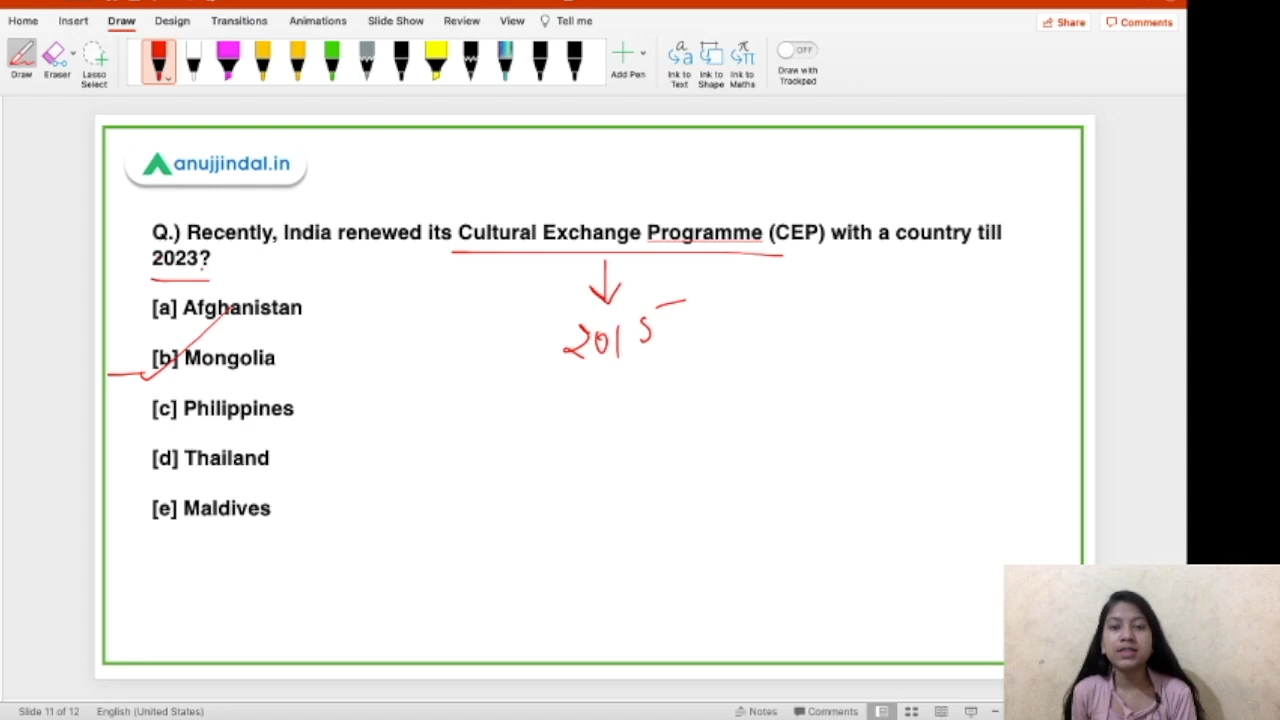 Home Insert Draw Design Transitions Animations Slide Show Review View Tell me Share Comments
Draw Eraser Lasso Select Add Pen Ink to Text Ink to Shape Ink to Maths OFF Draw with Trackpad
anujjindal.in
Q.) Recently, India renewed its Cultural Exchange Programme (CEP) with a country till
2023?
[a] Afghanistan
2015
[b] Mongolia
[c] Philippines
[d] Thailand
[e] Maldives
Slide 11 of 12 English (United States) Notes Comments